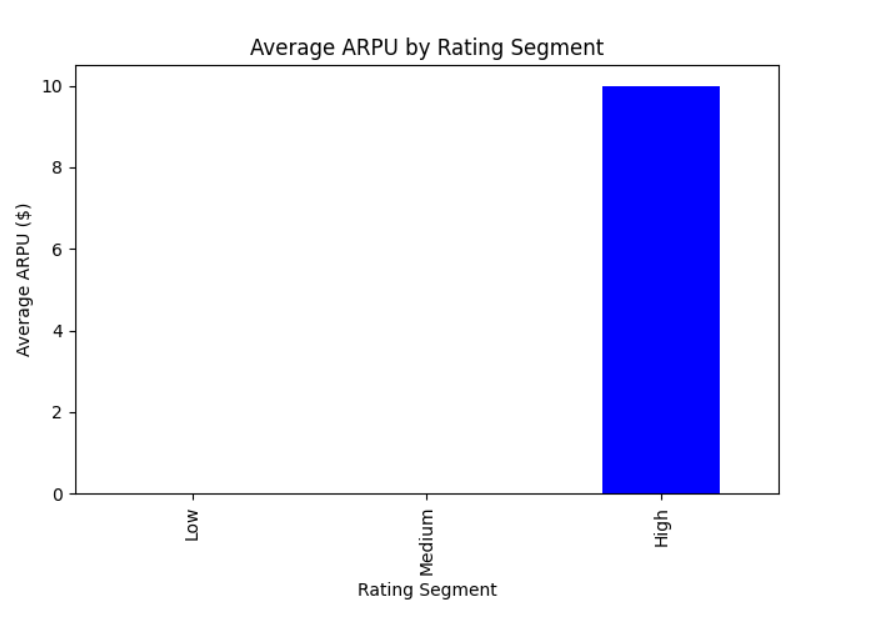 Average ARPU by Rating Segment
Average ARPU ($)
10
8
6
4
2
0
Low
Medium
High
Rating Segment